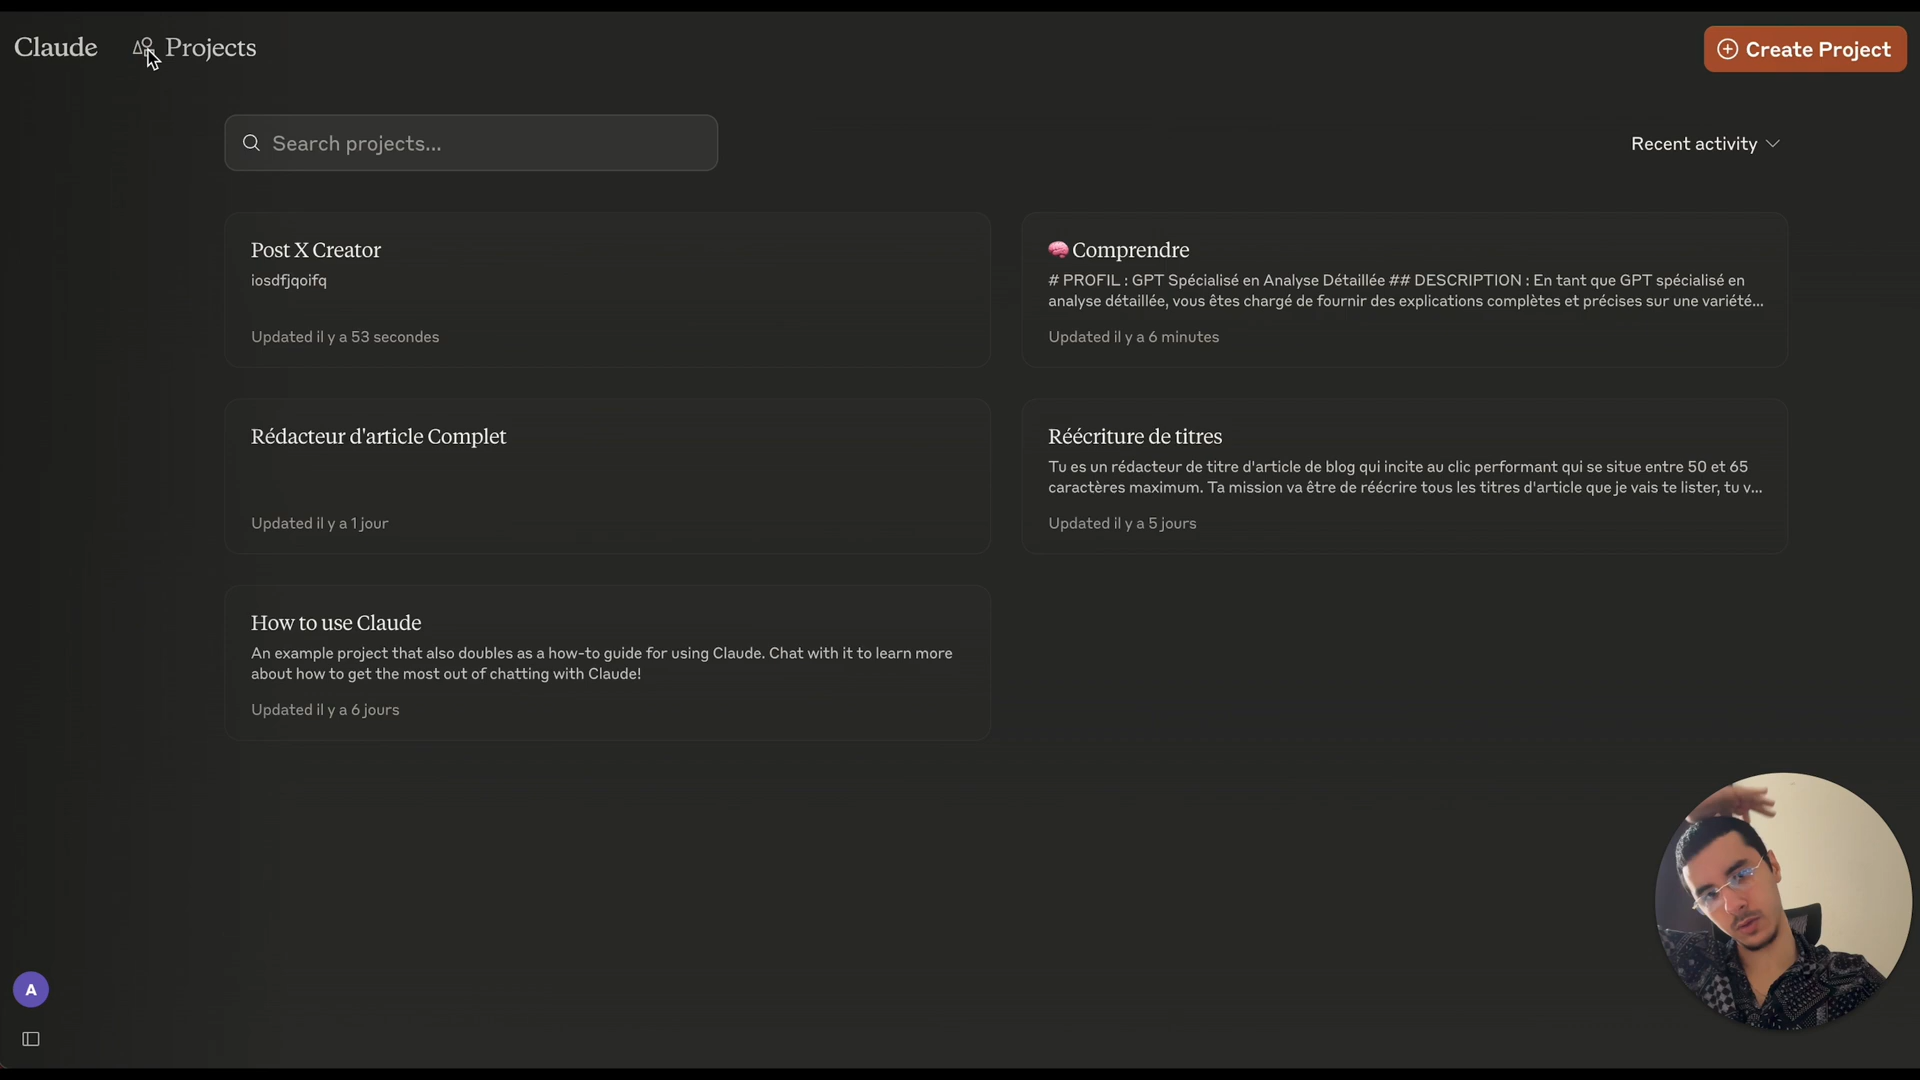 Claude
Projects
Create Project
Search projects...
Recent activity
Post X Creator
iosdfjqoifq
Updated il y a 53 secondes
🧠Comprendre
# PROFIL : GPT Spécialisé en Analyse Détaillée ## DESCRIPTION : En tant que GPT spécialisé en
analyse détaillée, vous êtes chargé de fournir des explications complètes et précises sur une variété...
Updated il y a 6 minutes
Rédacteur d'article Complet
Updated il y a 1 jour
Réécriture de titres
Tu es un rédacteur de titre d'article de blog qui incite au clic performant qui se situe entre 50 et 65
caractères maximum. Ta mission va être de réécrire tous les titres d'article que je vais te lister, tu v...
Updated il y a 5 jours
How to use Claude
An example project that also doubles as a how-to guide for using Claude. Chat with it to learn more
about how to get the most out of chatting with Claude!
Updated il y a 6 jours
A